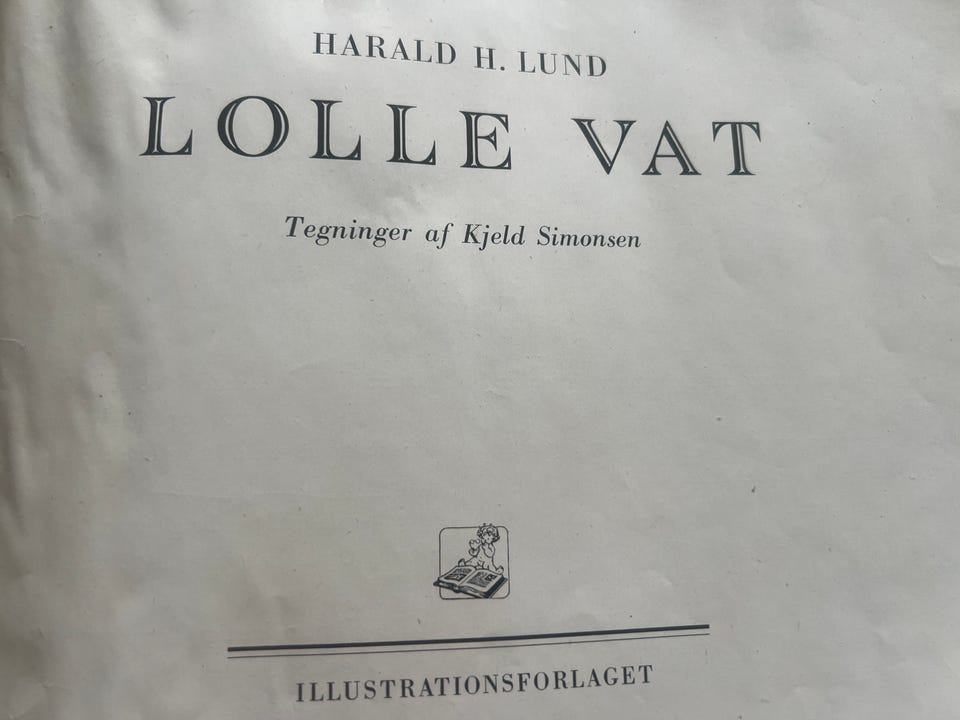 HARALD H. LUND
LOLLE VAT
Tegninger af Kjeld Simonsen
ILLUSTRATIONSFORLAGET